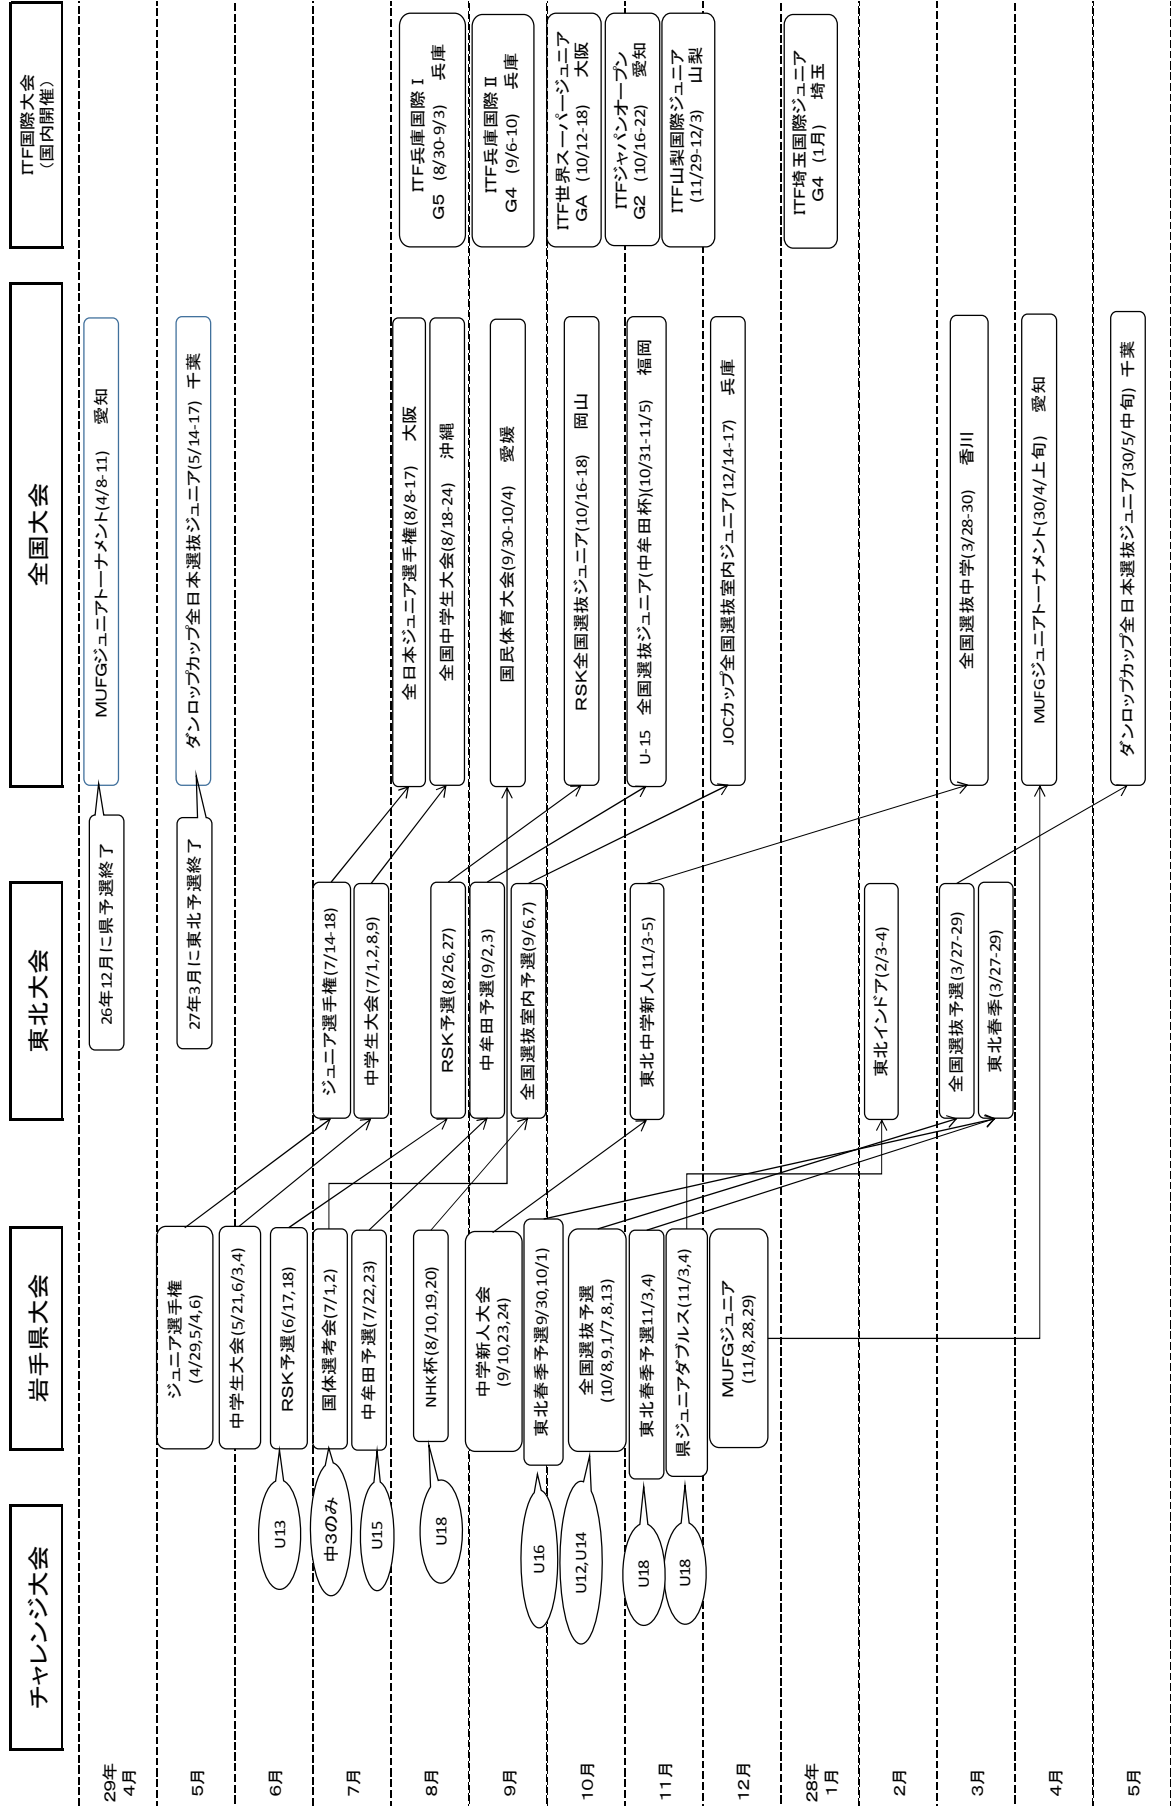 チャレンジ大会
岩手県大会
東北大会
全国大会
ITF国際大会
（国内開催）
29年
4月
26年12月に県予選終了
MUFGジュニアトーナメント(4/8-11)　愛知
5月
ジュニア選手権
(4/29,5/4,6)
27年3月に東北予選終了
ダンロップカップ全日本選抜ジュニア(5/14-17) 千葉
中学生大会(5/21,6/3,4)
6月
U13
RSK予選(6/17,18)
7月
中3のみ
国体選考会(7/1,2)
ジュニア選手権(7/14-18)
U15
中牟田予選(7/22,23)
中学生大会(7/1,2,8,9)
8月
U18
NHK杯(8/10,19,20)
RSK予選(8/26,27)
全日本ジュニア選手権(8/8-17)　大阪
全国中学生大会(8/18-24)　沖縄
ITF兵庫国際Ⅰ
G5 (8/30-9/3)　兵庫
9月
中学新人大会
(9/10,23,24)
中牟田予選(9/2,3)
全国選抜室内予選(9/6,7)
国民体育大会(9/30-10/4)　愛媛
ITF兵庫国際Ⅱ
G4 (9/6-10)　兵庫
U16
東北春季予選9/30,10/1)
10月
U12,U14
全国選抜予選
(10/8,9,1/7,8,13)
RSK全国選抜ジュニア(10/16-18)　岡山
ITF世界スーパージュニア
GA (10/12-18)　大阪
ITFジャパンオープン
G2 (10/16-22)　愛知
11月
U18
東北春季予選11/3,4)
U18
県ジュニアダブルス(11/3,4)
東北中学新人(11/3-5)
U-15　全国選抜ジュニア(中牟田杯)(10/31-11/5)　福岡
ITF山梨国際ジュニア
(11/29-12/3)　山梨
12月
MUFGジュニア
(11/8,28,29)
JOCカップ全国選抜室内ジュニア(12/14-17)　兵庫
28年
1月
ITF埼玉国際ジュニア
G4 (1月)　埼玉
2月
東北インドア(2/3-4)
3月
全国選抜予選(3/27-29)
東北春季(3/27-29)
全国選抜中学(3/28-30)　香川
4月
MUFGジュニアトーナメント(30/4/上旬)　愛知
5月
ダンロップカップ全日本選抜ジュニア(30/5/中旬) 千葉